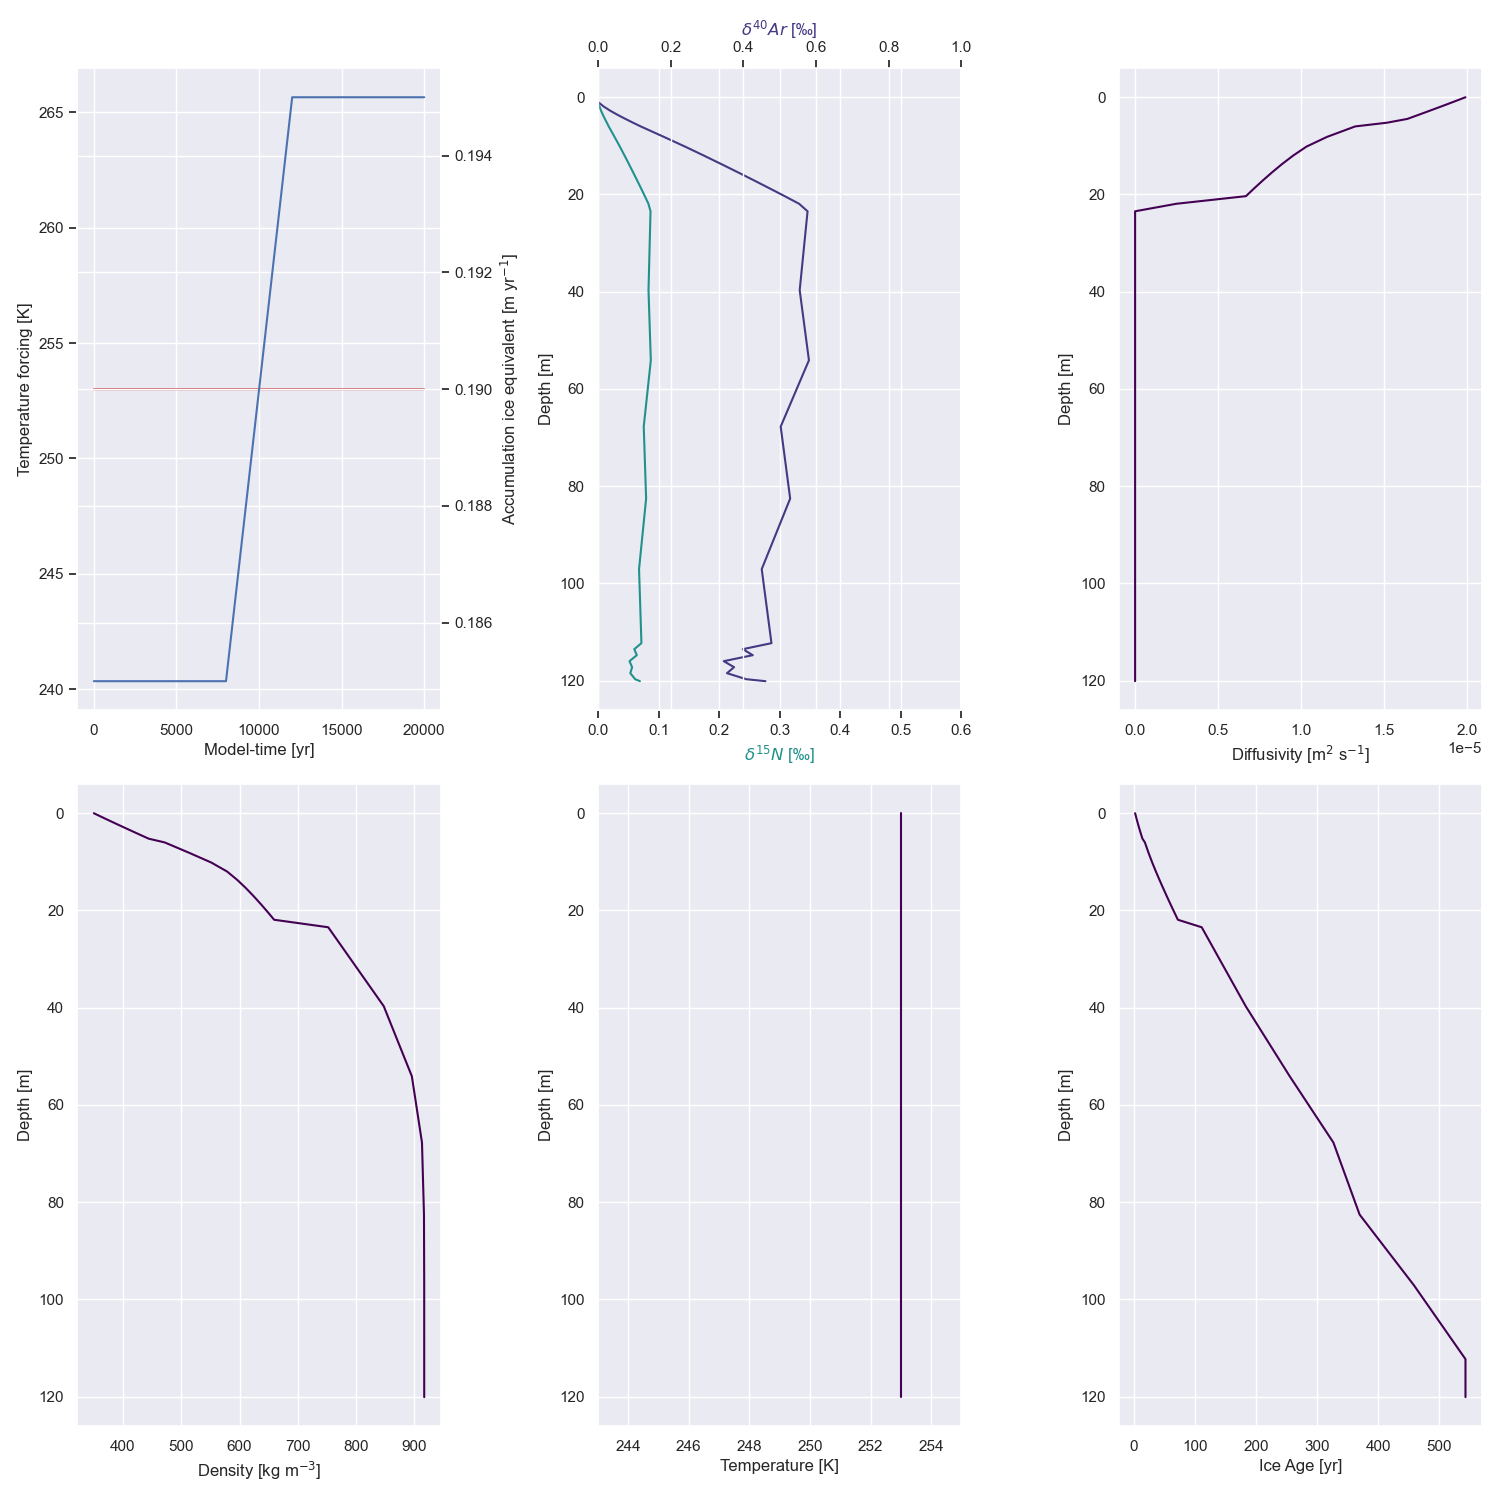 δ⁴⁰Ar [‰]
0.0 0.2 0.4 0.6 0.8 1.0
265
260
255
250
245
240
Temperature forcing [K]
0.194
0.192
0.190
0.188
0.186
Accumulation ice equivalent [m yr⁻¹]
0 5000 10000 15000 20000
Model-time [yr]
0
20
40
60
80
100
120
Depth [m]
0.0 0.1 0.2 0.3 0.4 0.5 0.6
δ¹⁵N [‰]
0
20
40
60
80
100
120
Depth [m]
0.0 0.5 1.0 1.5 2.0
1e−5
Diffusivity [m² s⁻¹]
0
20
40
60
80
100
120
Depth [m]
400 500 600 700 800 900
Density [kg m⁻³]
0
20
40
60
80
100
120
Depth [m]
244 246 248 250 252 254
Temperature [K]
0
20
40
60
80
100
120
Depth [m]
0 100 200 300 400 500
Ice Age [yr]